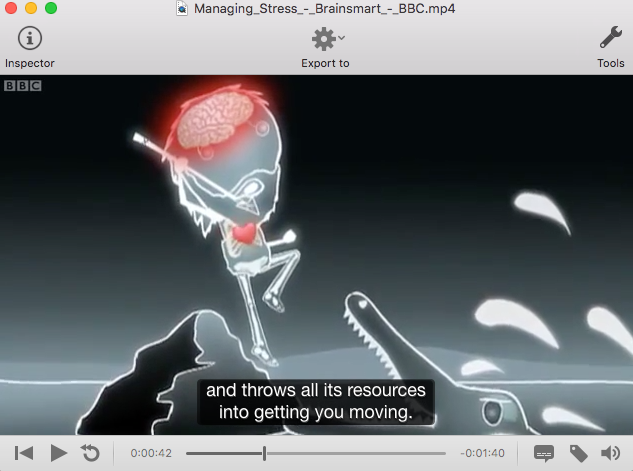 Managing_Stress_-_Brainsmart_-_BBC.mp4
Inspector
Export to
Tools
BBC
and throws all its resources
into getting you moving.
0:00:42
-0:01:40